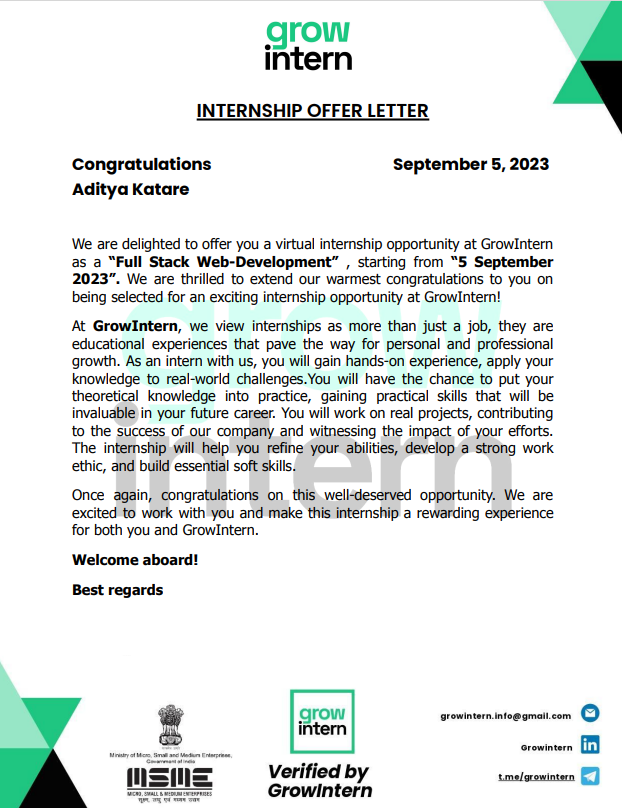 grow
intern
INTERNSHIP OFFER LETTER
Congratulations September 5, 2023
Aditya Katare
We are delighted to offer you a virtual internship opportunity at GrowIntern
as a “Full Stack Web-Development” , starting from “5 September
2023”. We are thrilled to extend our warmest congratulations to you on
being selected for an exciting internship opportunity at GrowIntern!
At GrowIntern, we view internships as more than just a job, they are
educational experiences that pave the way for personal and professional
growth. As an intern with us, you will gain hands-on experience, apply your
knowledge to real-world challenges.You will have the chance to put your
theoretical knowledge into practice, gaining practical skills that will be
invaluable in your future career. You will work on real projects, contributing
to the success of our company and witnessing the impact of your efforts.
The internship will help you refine your abilities, develop a strong work
ethic, and build essential soft skills.
Once again, congratulations on this well-deserved opportunity. We are
excited to work with you and make this internship a rewarding experience
for both you and GrowIntern.
Welcome aboard!
Best regards
grow
intern
Ministry of Micro, Small and Medium Enterprises,
Government of India
MSME
MICRO, SMALL & MEDIUM ENTERPRISES
सूक्ष्म, लघु एवं मध्यम उद्यम
grow
intern
Verified by
GrowIntern
growintern.info@gmail.com
Growintern
in
t.me/growintern